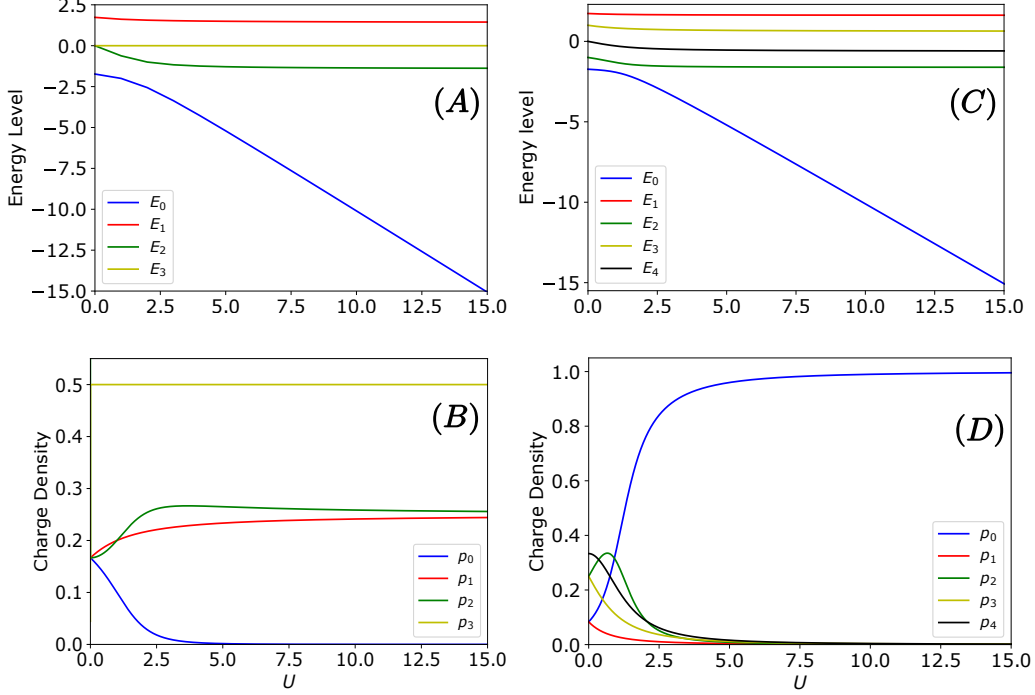 2.5
0.0
−2.5
−5.0
−7.5
−10.0
−12.5
−15.0
Energy Level
(A)
E0
E1
E2
E3
0.0 2.5 5.0 7.5 10.0 12.5 15.0
0
−5
−10
−15
Energy level
(C)
E0
E1
E2
E3
E4
0.0 2.5 5.0 7.5 10.0 12.5 15.0
0.5
0.4
0.3
0.2
0.1
0.0
Charge Density
(B)
p0
p1
p2
p3
0.0 2.5 5.0 7.5 10.0 12.5 15.0
U
1.0
0.8
0.6
0.4
0.2
0.0
Charge Density
(D)
p0
p1
p2
p3
p4
0.0 2.5 5.0 7.5 10.0 12.5 15.0
U